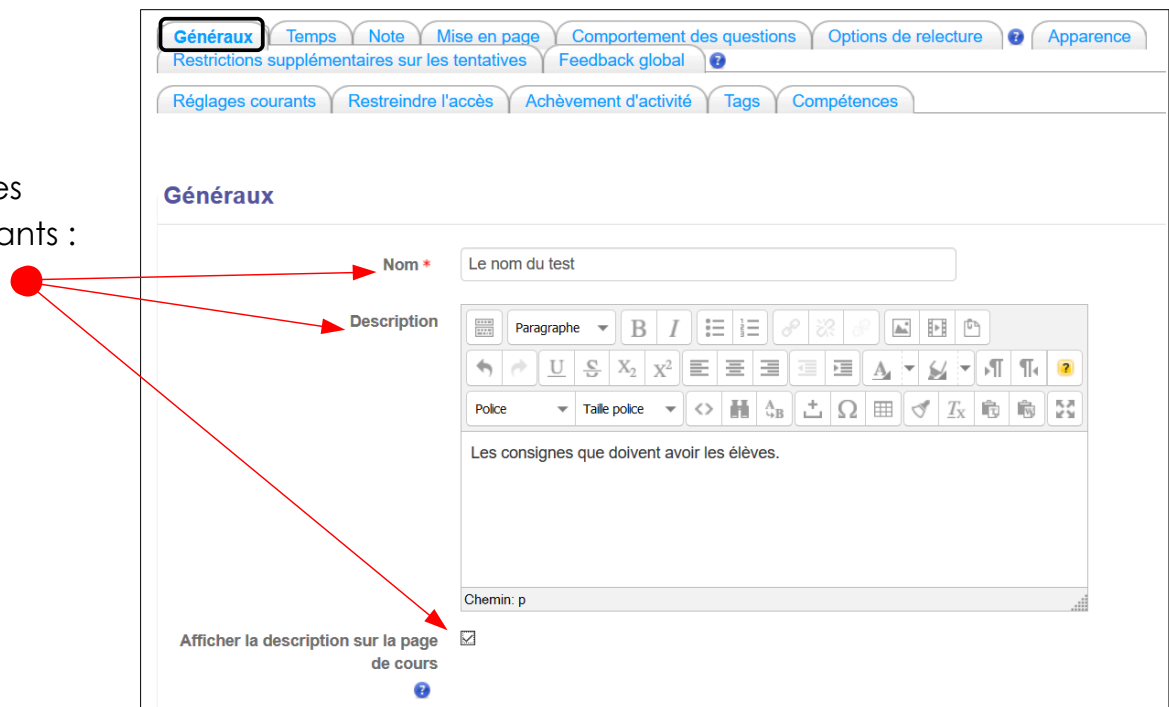 Généraux Temps Note Mise en page Comportement des questions Options de relecture Apparence
Restrictions supplémentaires sur les tentatives Feedback global
Réglages courants Restreindre l'accès Achèvement d'activité Tags Compétences
es
ants :
Généraux
Nom * Le nom du test
Description
Paragraphe B I
U S X₂ X² A
Police Taille police
Les consignes que doivent avoir les élèves.
Chemin: p
Afficher la description sur la page
de cours